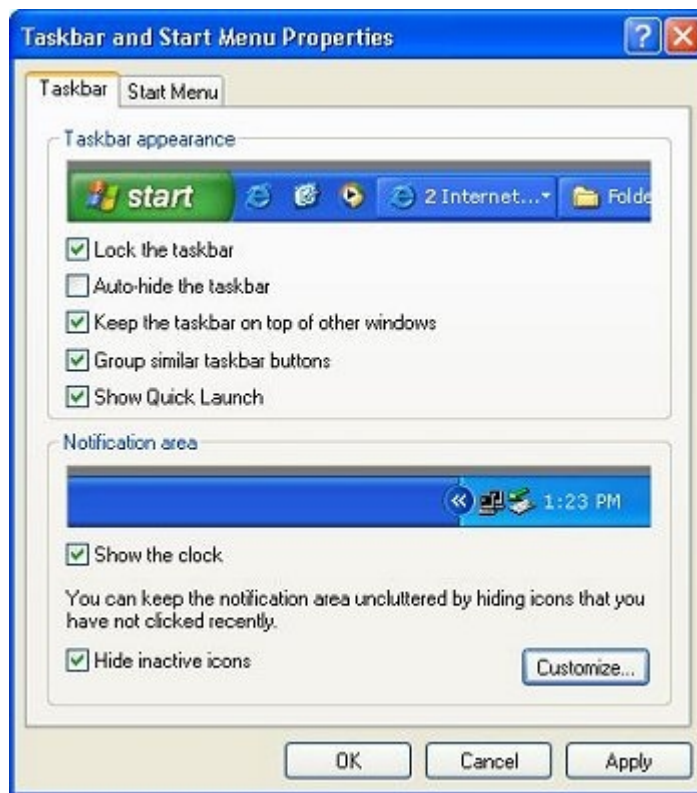 Taskbar and Start Menu Properties
Taskbar Start Menu
Taskbar appearance
start 2 Internet... Folde
Lock the taskbar
Auto-hide the taskbar
Keep the taskbar on top of other windows
Group similar taskbar buttons
Show Quick Launch
Notification area
1:23 PM
Show the clock
You can keep the notification area uncluttered by hiding icons that you
have not clicked recently.
Hide inactive icons
Customize...
OK Cancel Apply